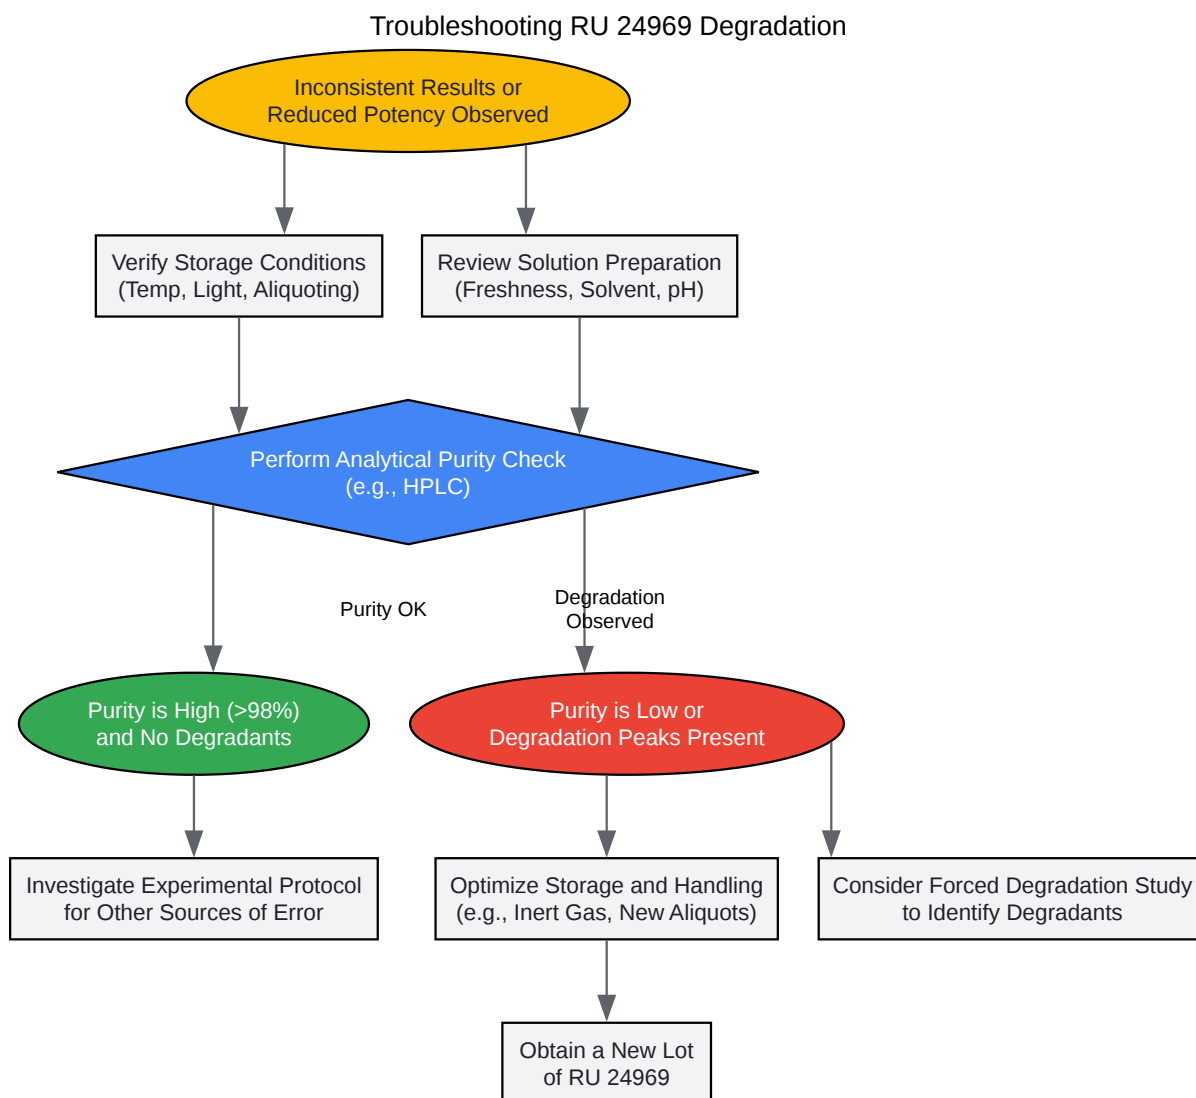 Troubleshooting RU 24969 Degradation
Inconsistent Results or
Reduced Potency Observed
Verify Storage Conditions
(Temp, Light, Aliquoting)
Review Solution Preparation
(Freshness, Solvent, pH)
Perform Analytical Purity Check
(e.g., HPLC)
Purity OK
Degradation
Observed
Purity is High (>98%)
and No Degradants
Purity is Low or
Degradation Peaks Present
Investigate Experimental Protocol
for Other Sources of Error
Optimize Storage and Handling
(e.g., Inert Gas, New Aliquots)
Consider Forced Degradation Study
to Identify Degradants
Obtain a New Lot
of RU 24969